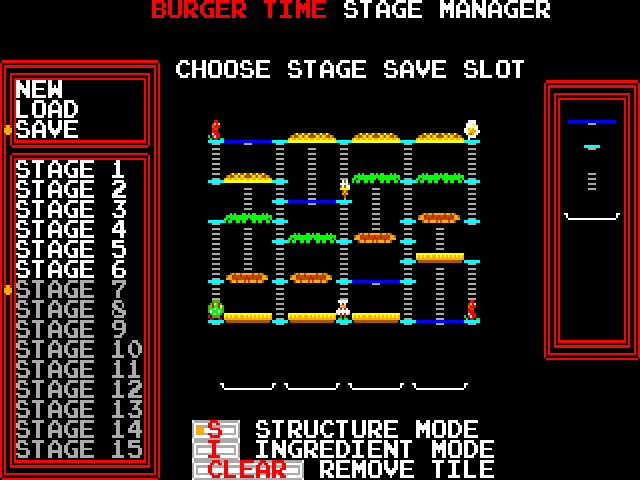 BURGER TIME STAGE MANAGER
CHOOSE STAGE SAVE SLOT
NEW
LOAD
SAVE
STAGE 1
STAGE 2
STAGE 3
STAGE 4
STAGE 5
STAGE 6
STAGE 7
STAGE 8
STAGE 9
STAGE 10
STAGE 11
STAGE 12
STAGE 13
STAGE 14
STAGE 15
S STRUCTURE MODE
I INGREDIENT MODE
CLEAR REMOVE TILE